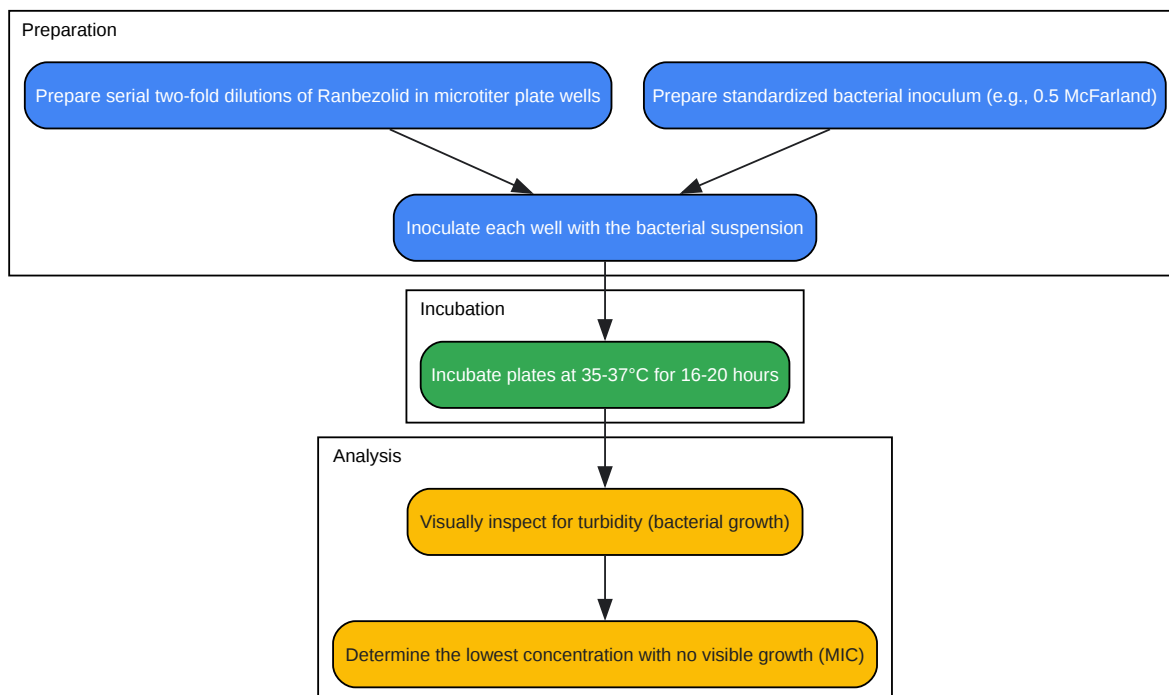 Preparation
Prepare serial two-fold dilutions of Ranbezolid in microtiter plate wells
Prepare standardized bacterial inoculum (e.g., 0.5 McFarland)
Inoculate each well with the bacterial suspension
Incubation
Incubate plates at 35-37°C for 16-20 hours
Analysis
Visually inspect for turbidity (bacterial growth)
Determine the lowest concentration with no visible growth (MIC)